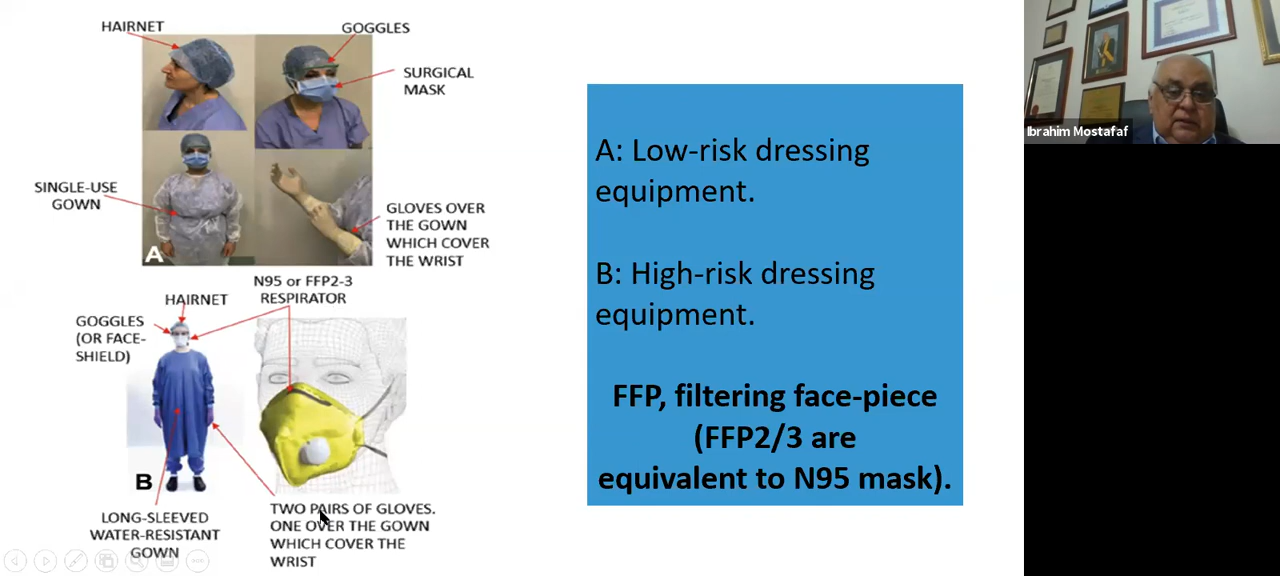 HAIRNET
GOGGLES
SURGICAL
MASK
SINGLE-USE
GOWN
GLOVES OVER
THE GOWN
WHICH COVER
THE WRIST
A
N95 or FFP2-3
RESPIRATOR
HAIRNET
GOGGLES
(OR FACE-
SHIELD)
B
LONG-SLEEVED
WATER-RESISTANT
GOWN
TWO PAIRS OF GLOVES.
ONE OVER THE GOWN
WHICH COVER THE
WRIST
A: Low-risk dressing
equipment.
B: High-risk dressing
equipment.
FFP, filtering face-piece
(FFP2/3 are
equivalent to N95 mask).
Ibrahim Mostafaf